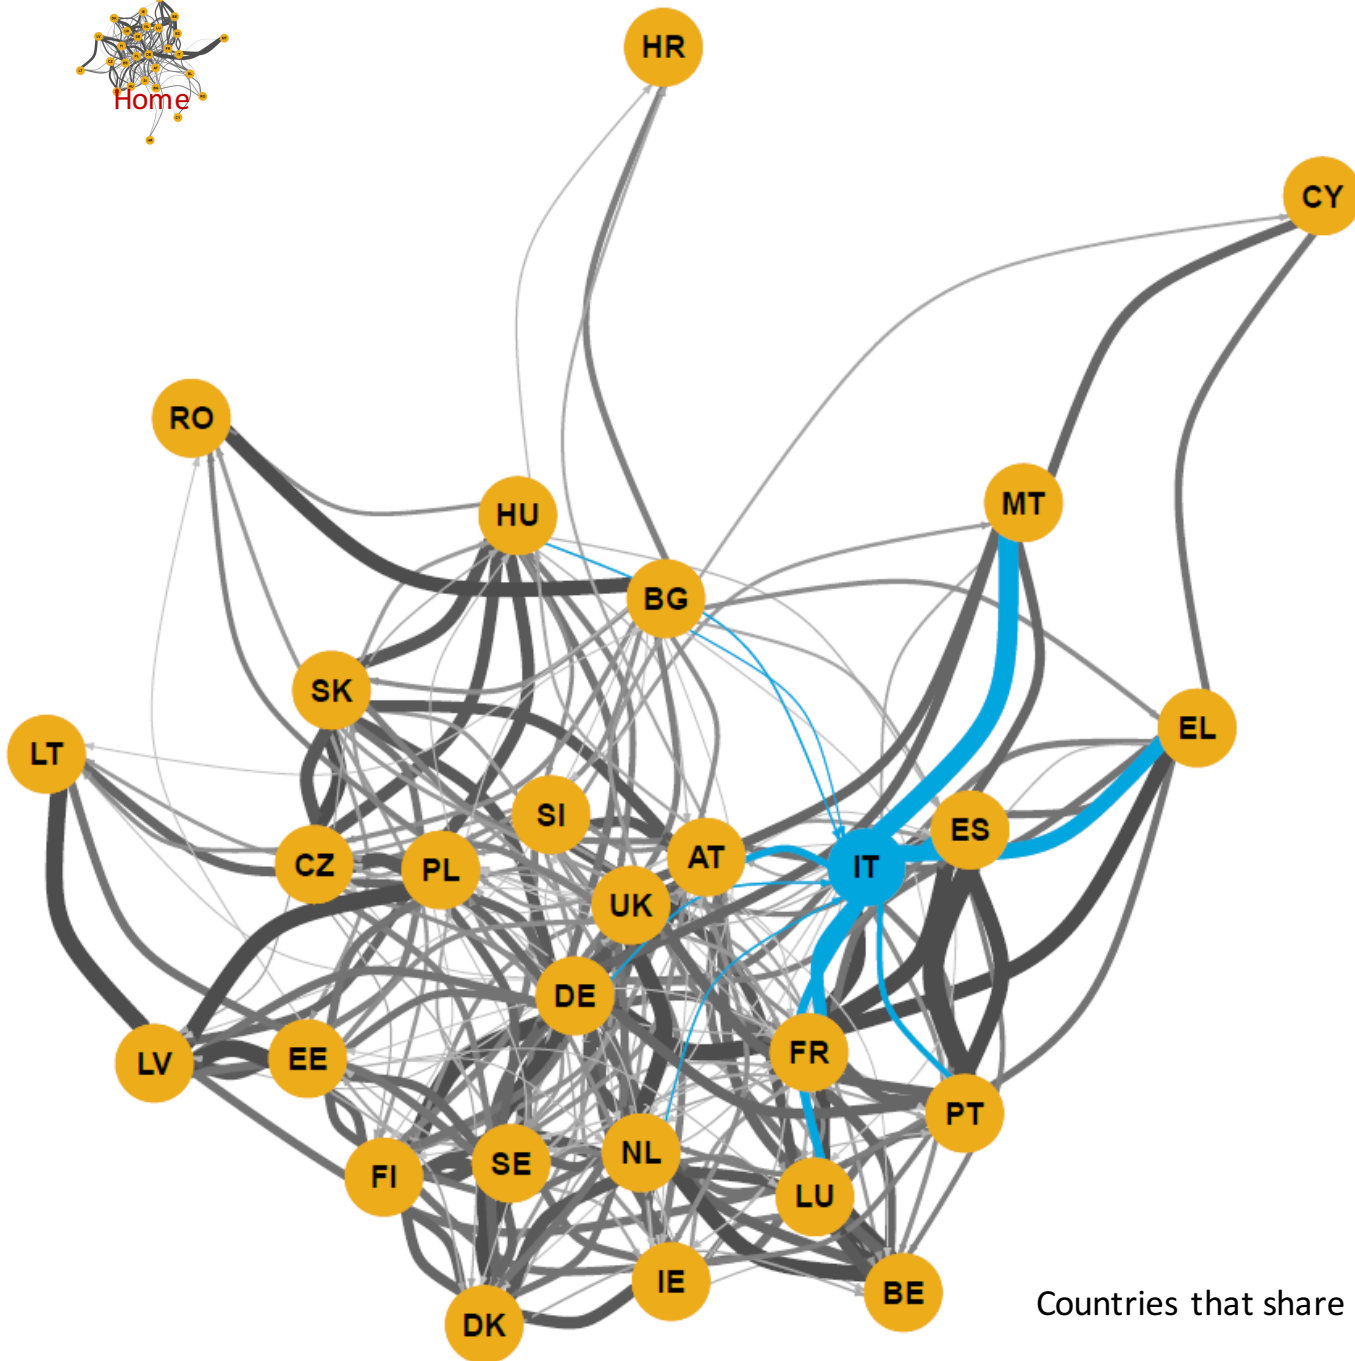 Home
HR
CY
RO
HU
MT
BG
SK
EL
LT
SI
ES
CZ
PL
AT
IT
UK
DE
FR
LV
EE
PT
FI
SE
NL
LU
IE
BE
DK
Countries that share